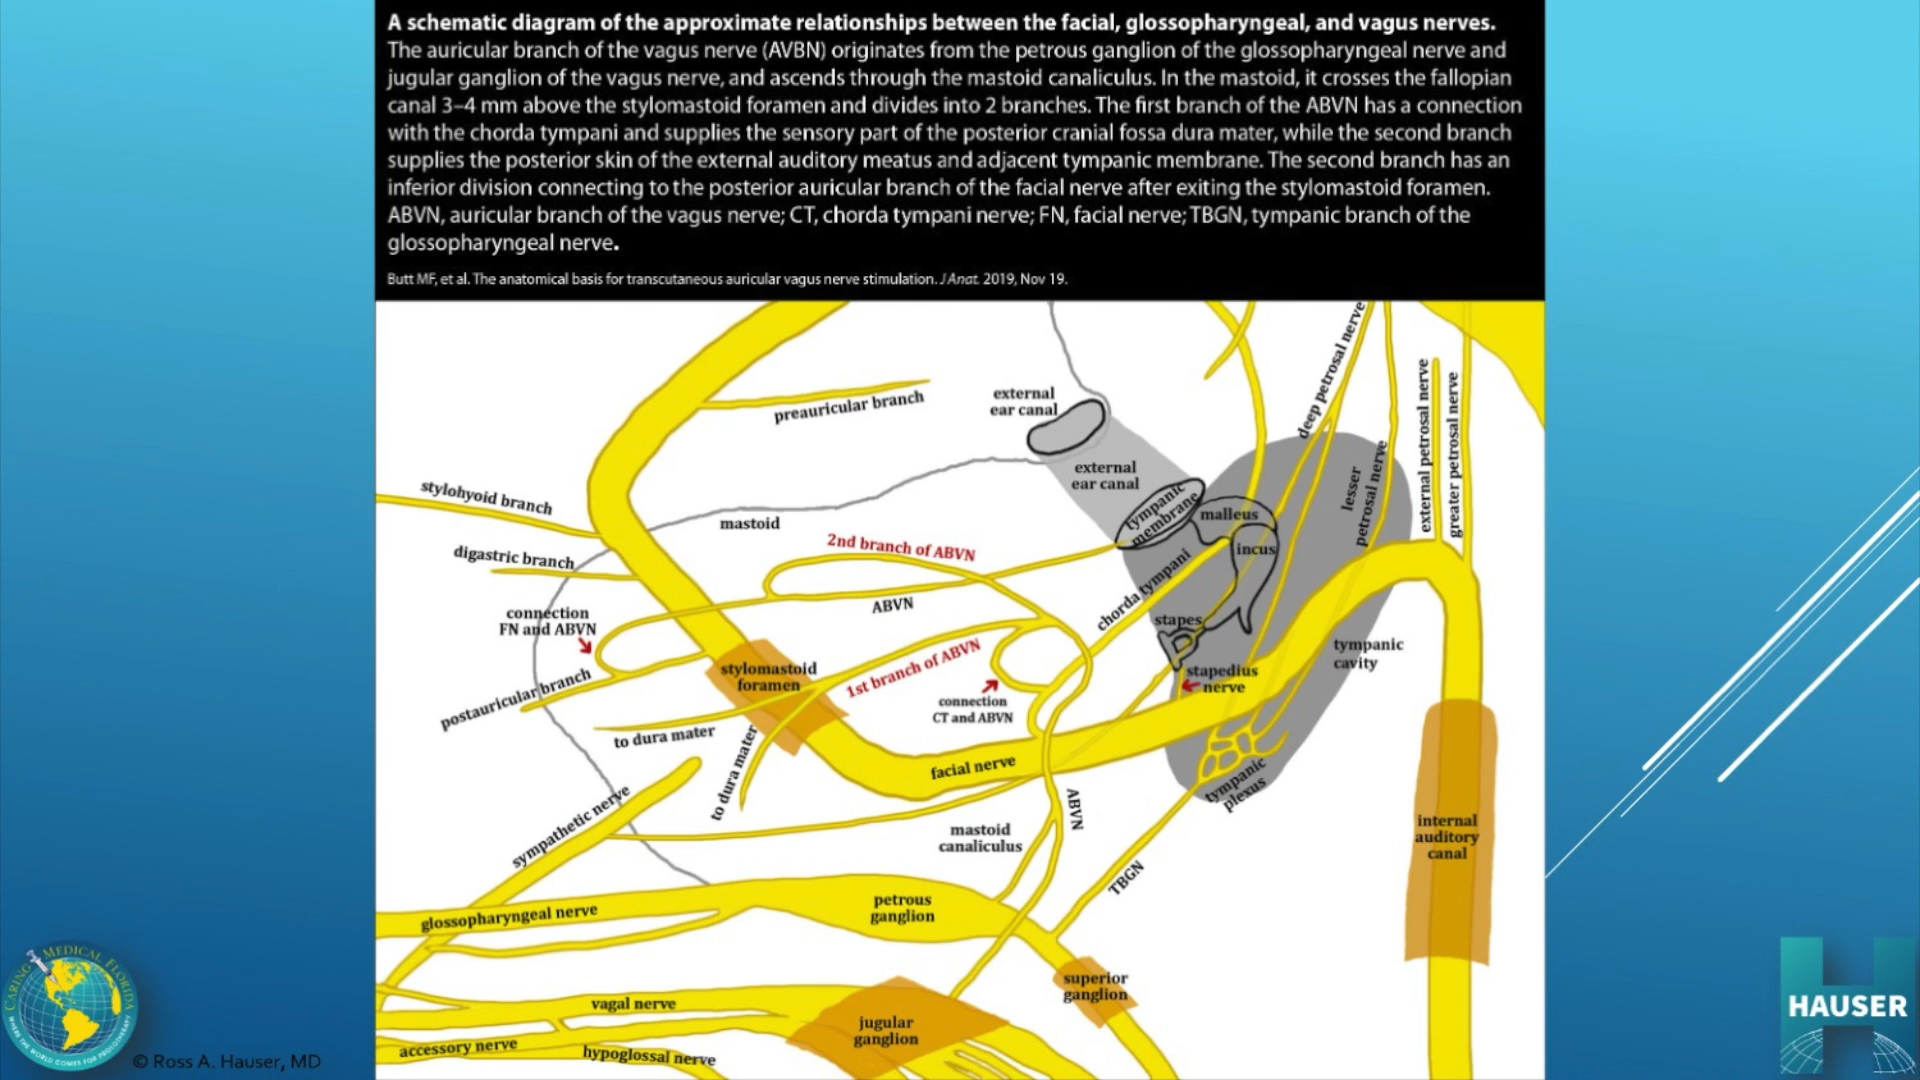 A schematic diagram of the approximate relationships between the facial, glossopharyngeal, and vagus nerves.
The auricular branch of the vagus nerve (AVBN) originates from the petrous ganglion of the glossopharyngeal nerve and
jugular ganglion of the vagus nerve, and ascends through the mastoid canaliculus. In the mastoid, it crosses the fallopian
canal 3–4 mm above the stylomastoid foramen and divides into 2 branches. The first branch of the ABVN has a connection
with the chorda tympani and supplies the sensory part of the posterior cranial fossa dura mater, while the second branch
supplies the posterior skin of the external auditory meatus and adjacent tympanic membrane. The second branch has an
inferior division connecting to the posterior auricular branch of the facial nerve after exiting the stylomastoid foramen.
ABVN, auricular branch of the vagus nerve; CT, chorda tympani nerve; FN, facial nerve; TBGN, tympanic branch of the
glossopharyngeal nerve.
Butt MF, et al. The anatomical basis for transcutaneous auricular vagus nerve stimulation. J Anat. 2019, Nov 19.
preauricular branch
external
ear canal
deep petrosal nerve
external petrosal nerve
greater petrosal nerve
external
ear canal
lesser
petrosal nerve
stylohyoid branch
tympanic
membrane
malleus
mastoid
2nd branch of ABVN
incus
digastric branch
chorda tympani
ABVN
connection
FN and ABVN
stapes
tympanic
cavity
1st branch of ABVN
stylomastoid
foramen
stapedius
nerve
postauricular branch
connection
CT and ABVN
to dura mater
to dura mater
facial nerve
tympanic
plexus
sympathetic nerve
ABVN
mastoid
canaliculus
internal
auditory
canal
TBGN
glossopharyngeal nerve
petrous
ganglion
superior
ganglion
vagal nerve
jugular
ganglion
accessory nerve
hypoglossal nerve
CARING MEDICAL FLORIDA
WHERE THE WORLD COMES FOR PROLOTHERAPY
© Ross A. Hauser, MD
H
HAUSER